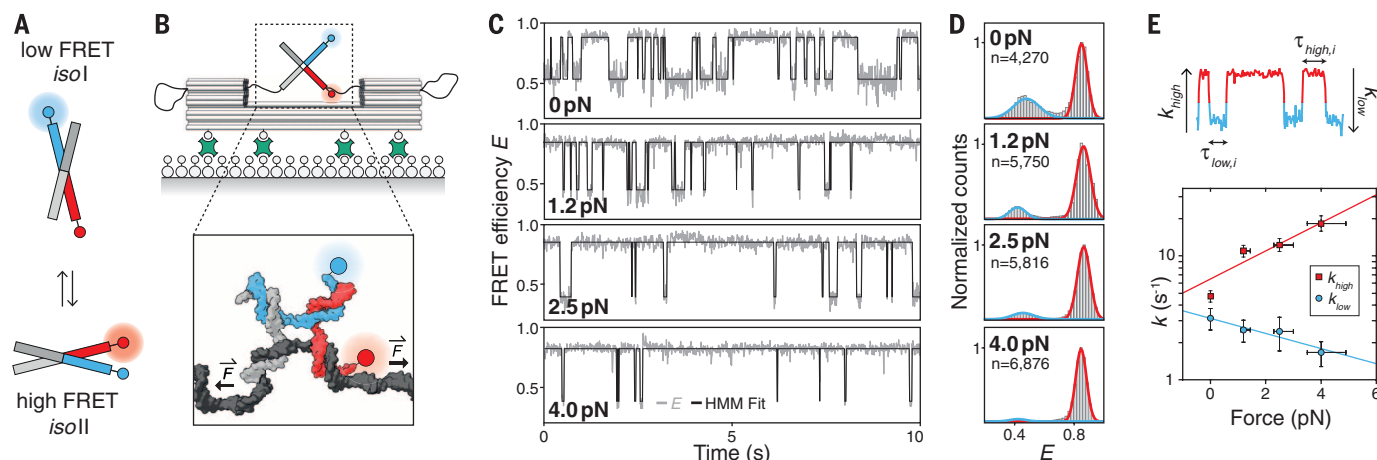 A
low FRET
isoI
high FRET
isoII
B
F
F
C
FRET efficiency E
1.0
0.5
0 pN
1.0
0.5
1.2 pN
1.0
0.5
2.5 pN
1.0
0.5
4.0 pN
E
HMM Fit
0
5
10
Time (s)
D
Normalized counts
1
0 pN
n=4,270
1
1.2 pN
n=5,750
1
2.5 pN
n=5,816
1
4.0 pN
n=6,876
0.4
0.8
E
E
τhigh,i
khigh
klow
τlow,i
k (s-1)
10
1
khigh
klow
0
2
4
6
Force (pN)